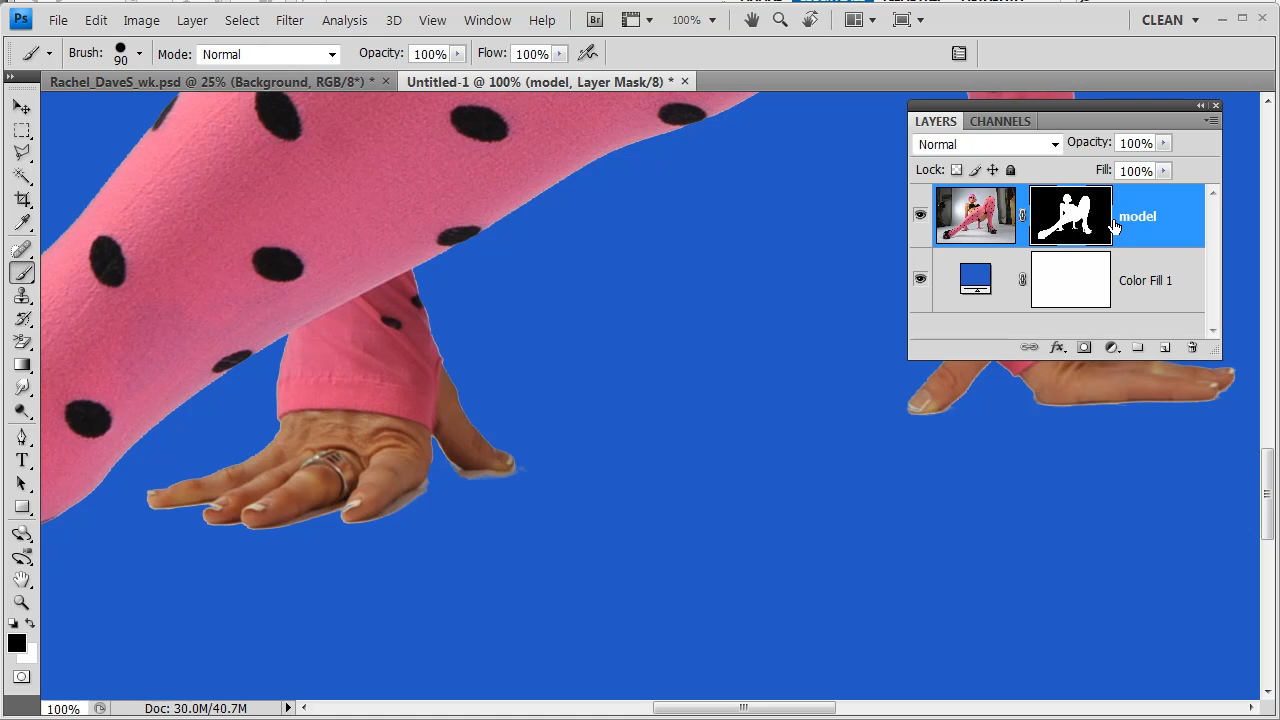 Ps File Edit Image Layer Select Filter Analysis 3D View Window Help Br 100% CLEAN
Brush: 90 Mode: Normal Opacity: 100% Flow: 100%
Rachel_DaveS_wk.psd @ 25% (Background, RGB/8*) * × Untitled-1 @ 100% (model, Layer Mask/8) * ×
LAYERS CHANNELS
Normal Opacity: 100%
Lock: Fill: 100%
model
Color Fill 1
fx
T
100% Doc: 30.0M/40.7M